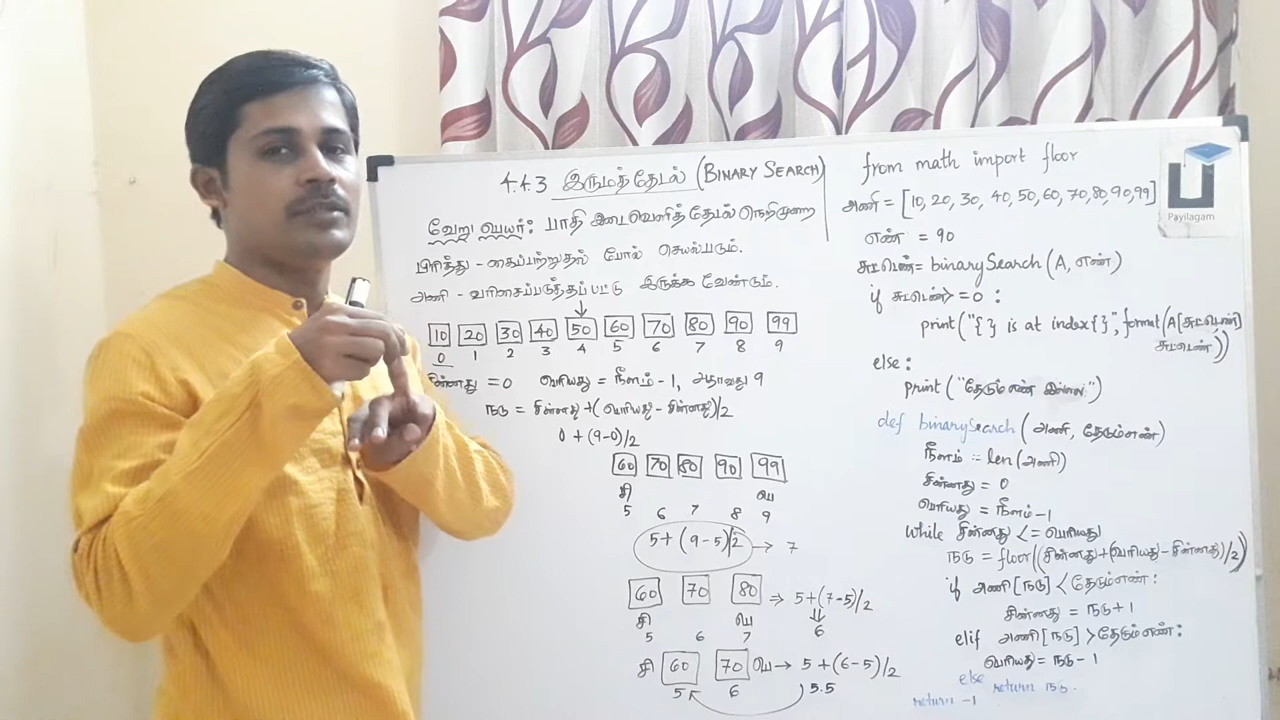 4.4.3 இருமத்தேடல் (BINARY SEARCH)
வேறு பெயர்: பாதி இடைவெளித்தேடல் நெறிமுறை
பிரித்து - கைப்பற்றுதல் போல் செயல்படும்.
அணி - வரிசைப்படுத்தப்பட்டு இருக்க வேண்டும்.
10 20 30 40 50 60 70 80 90 99
0 1 2 3 4 5 6 7 8 9
சின்னது = 0 பெரியது = நீளம் - 1, அதாவது 9
நடு = சின்னது + (பெரியது - சின்னது)/2
0 + (9-0)/2
60 70 80 90 99
சி பெ
5 6 7 8 9
5 + (9-5)/2 → 7
60 70 80 ⇒ 5+(7-5)/2
சி பெ
5 6 7 6
சி 60 70 பெ → 5 + (6-5)/2
5 6 5.5
from math import floor
அணி = [10, 20, 30, 40, 50, 60, 70, 80, 90, 99]
எண் = 90
சுட்டெண் = binarySearch (A, எண்)
if சுட்டெண் >= 0 :
print ("{ } is at index{ }", format (A[சுட்டெண்]
சுட்டெண்))
else :
print ("தேடும் எண் இல்லை")
def binarySearch ( அணி, தேடும்எண்)
நீளம் = len (அணி)
சின்னது = 0
பெரியது = நீளம் - 1
while சின்னது <= பெரியது
நடு = floor ((சின்னது + (பெரியது - சின்னது)/2)
if அணி [நடு] < தேடும்எண் :
சின்னது = நடு + 1
elif அணி [நடு] > தேடும்எண் :
பெரியது = நடு - 1
else
return நடு.
return -1
Payilagam